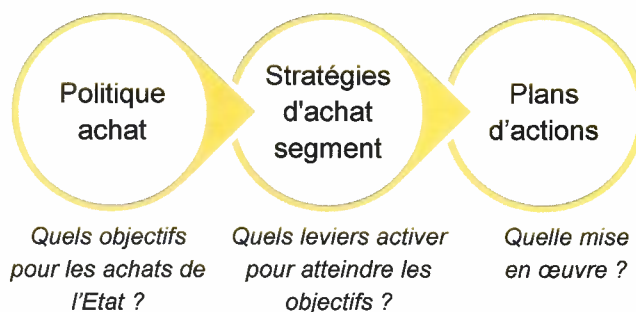 Politique
achat
Stratégies
d'achat
segment
Plans
d'actions
Quels objectifs
pour les achats de
l'Etat ?
Quels leviers activer
pour atteindre les
objectifs ?
Quelle mise
en œuvre ?